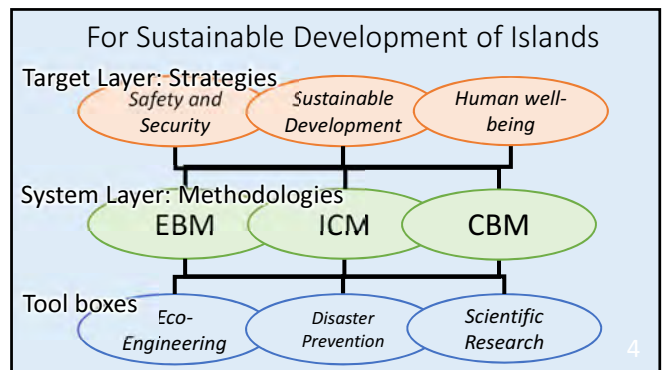 For Sustainable Development of Islands
Target Layer: Strategies
Safety and
Security
Sustainable
Development
Human well-
being
System Layer: Methodologies
EBM
ICM
CBM
Tool boxes
Eco-
Engineering
Disaster
Prevention
Scientific
Research
4